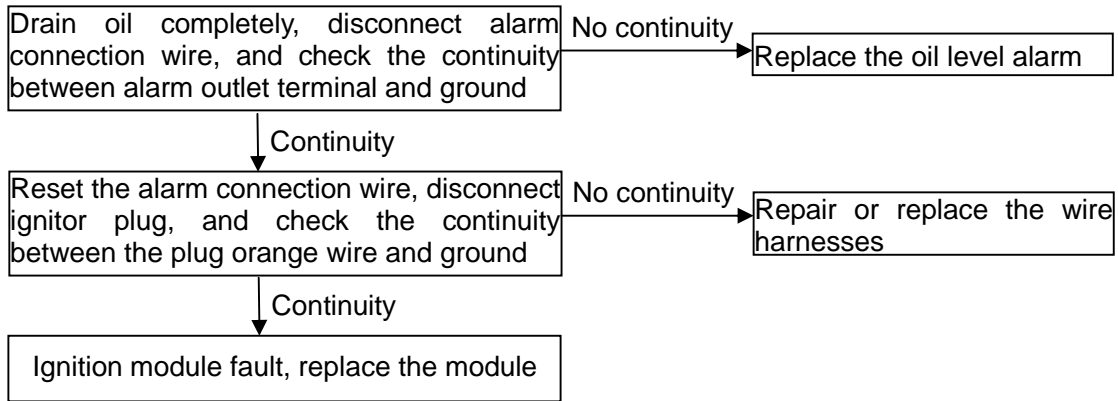 Drain oil completely, disconnect alarm
connection wire, and check the continuity
between alarm outlet terminal and ground
No continuity
Replace the oil level alarm
Continuity
Reset the alarm connection wire, disconnect
ignitor plug, and check the continuity
between the plug orange wire and ground
No continuity
Repair or replace the wire
harnesses
Continuity
Ignition module fault, replace the module